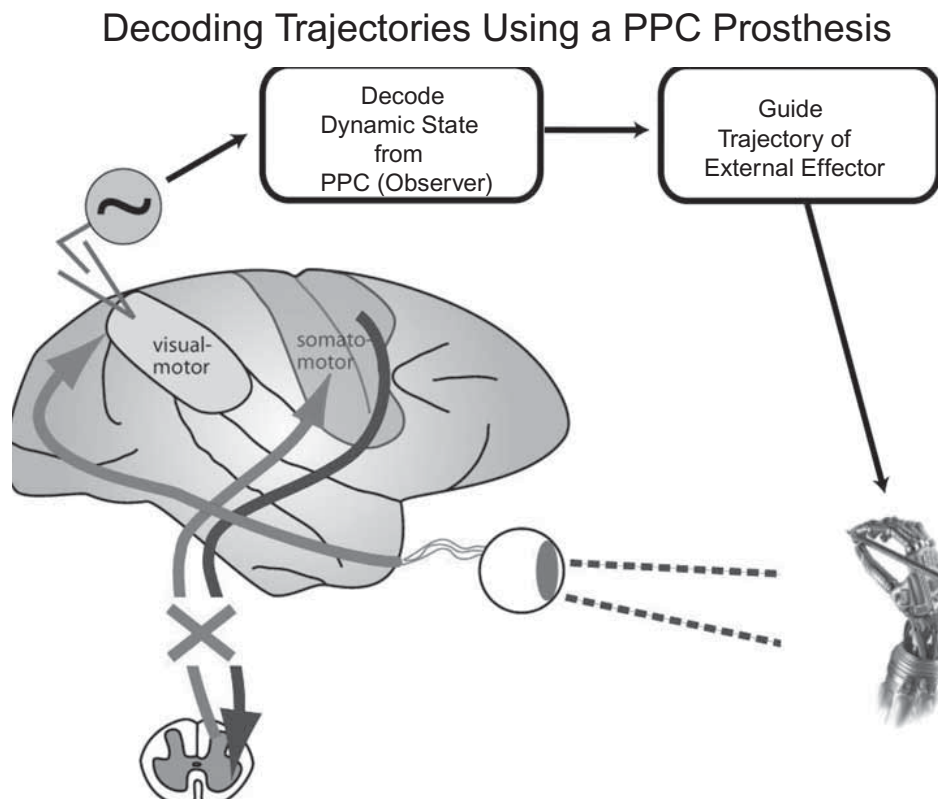 Decoding Trajectories Using a PPC Prosthesis
Decode
Dynamic State
from
PPC (Observer)
Guide
Trajectory of
External Effector
visual-
motor
somato-
motor